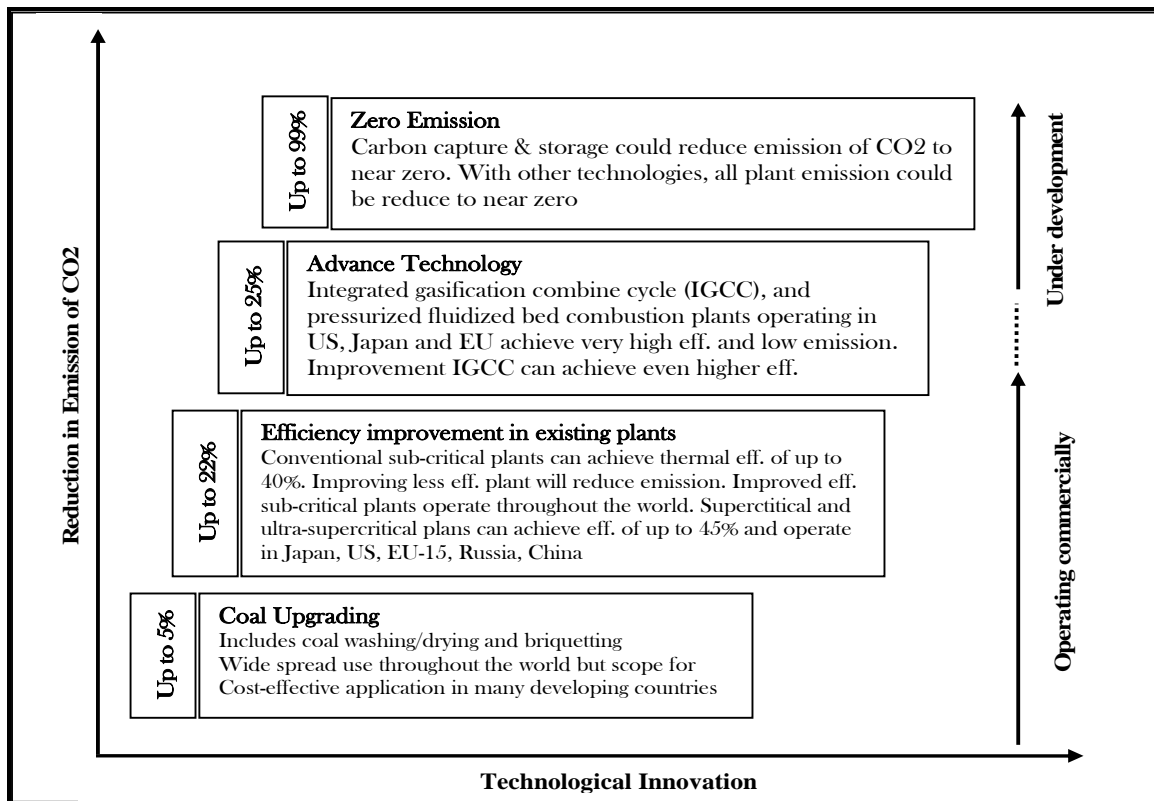 Reduction in Emission of CO2
Up to 99%
Zero Emission
Carbon capture & storage could reduce emission of CO2 to
near zero. With other technologies, all plant emission could
be reduce to near zero
Up to 25%
Advance Technology
Integrated gasification combine cycle (IGCC), and
pressurized fluidized bed combustion plants operating in
US, Japan and EU achieve very high eff. and low emission.
Improvement IGCC can achieve even higher eff.
Up to 22%
Efficiency improvement in existing plants
Conventional sub-critical plants can achieve thermal eff. of up to
40%. Improving less eff. plant will reduce emission. Improved eff.
sub-critical plants operate throughout the world. Superctitical and
ultra-supercritical plans can achieve eff. of up to 45% and operate
in Japan, US, EU-15, Russia, China
Up to 5%
Coal Upgrading
Includes coal washing/drying and briquetting
Wide spread use throughout the world but scope for
Cost-effective application in many developing countries
Under development
Operating commercially
Technological Innovation